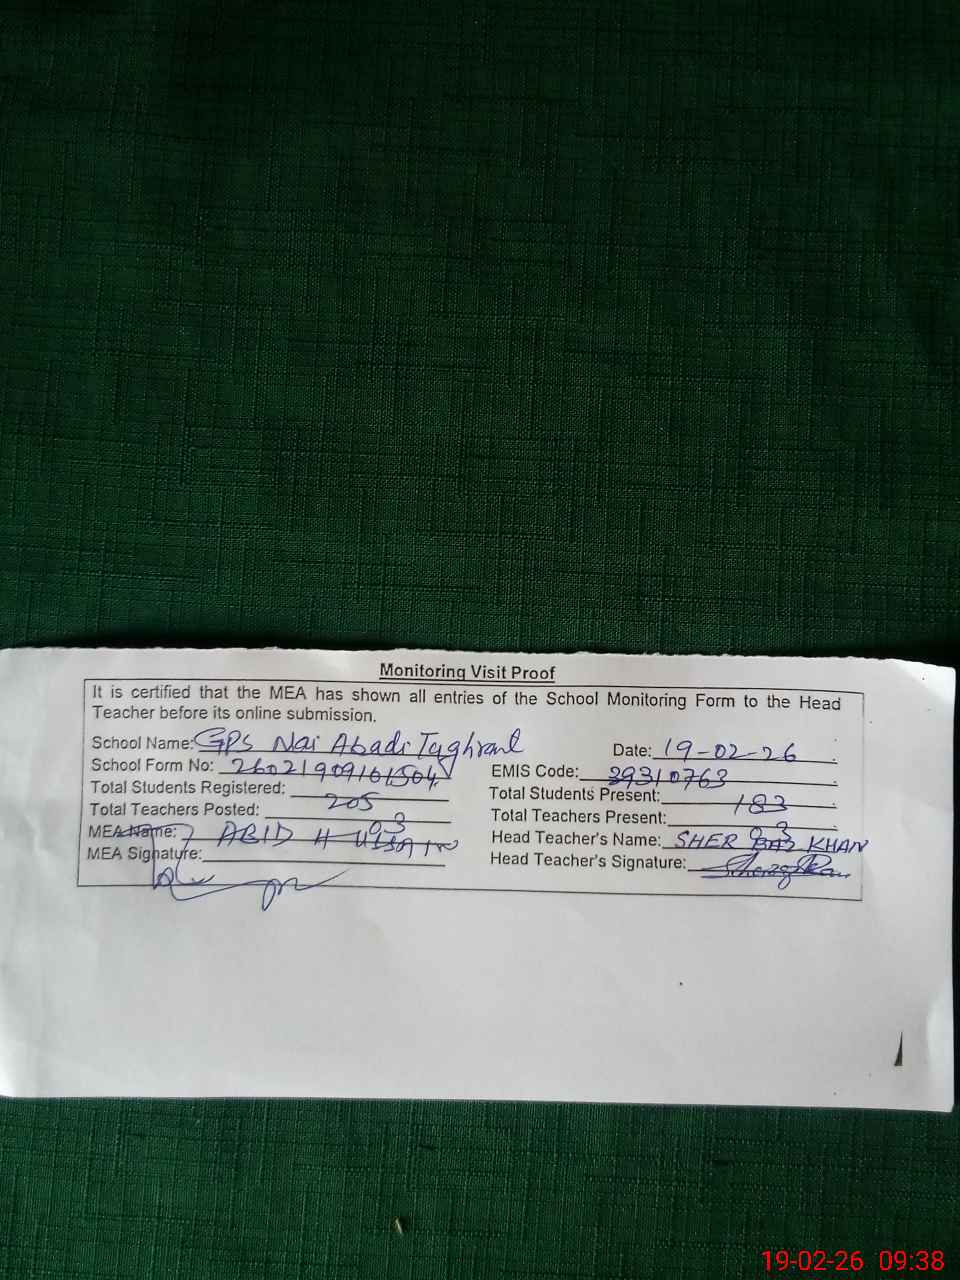 Monitoring Visit Proof
It is certified that the MEA has shown all entries of the School Monitoring Form to the Head
Teacher before its online submission.
School Name: GPS Nai Abadi Taghrant Date: 19-02-26
School Form No: EMIS Code: 39310763
Total Students Registered: 205 Total Students Present: 183
Total Teachers Posted: 03 Total Teachers Present: 03
MEA Name: ABID HUSSAIN Head Teacher's Name: SHER BAZ KHAN
MEA Signature: Head Teacher's Signature:
19-02-26 09:38